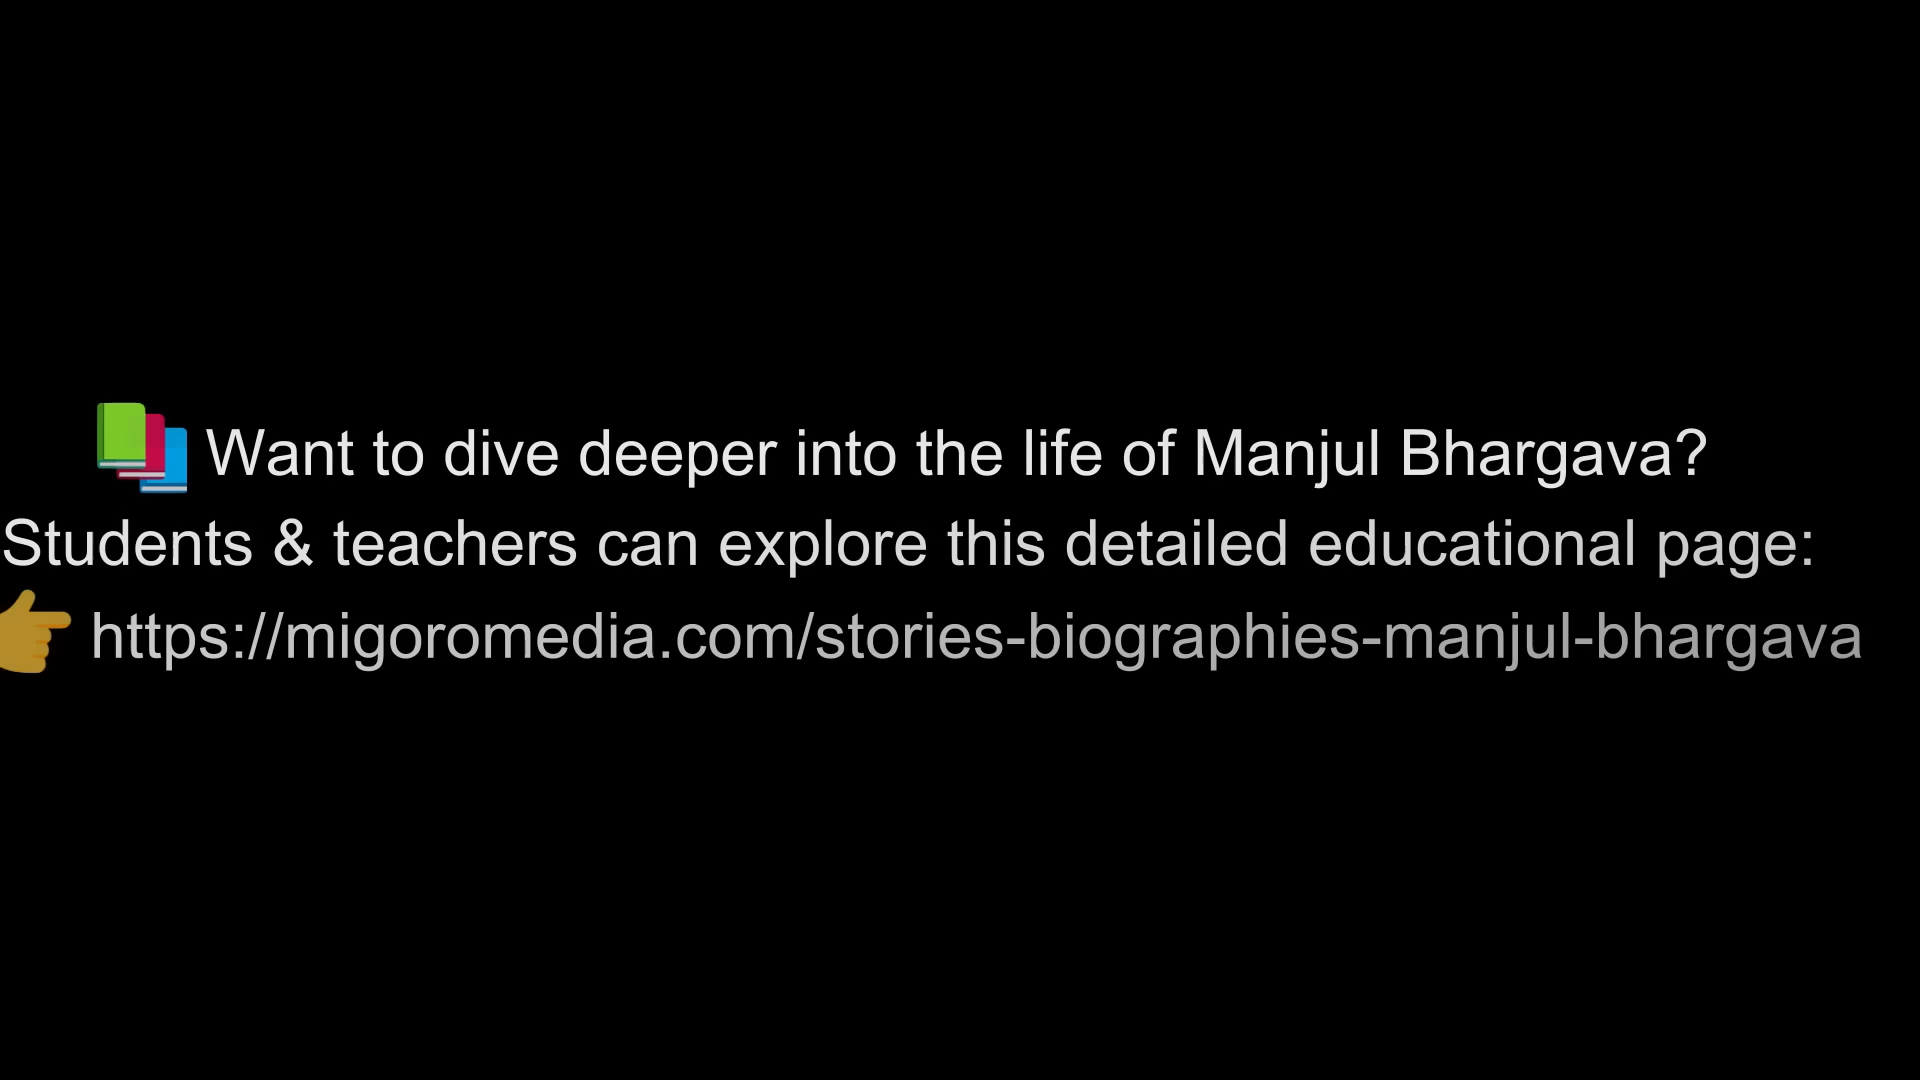 📚 Want to dive deeper into the life of Manjul Bhargava?
Students & teachers can explore this detailed educational page:
👉 https://migoromedia.com/stories-biographies-manjul-bhargava